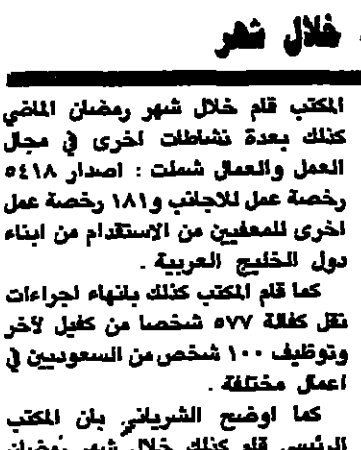 خلال شهر
المكتب قام خلال شهر رمضان الماضي
كذلك بعدة نشاطات اخرى في مجال
العمل والعمال شملت : اصدار ٥٤١٨
رخصة عمل للاجانب و١٨١ رخصة عمل
اخرى للمعفيين من الاستقدام من ابناء
دول الخليج العربية .
كما قام المكتب كذلك بانهاء اجراءات
نقل كفالة ٥٧٧ شخصا من كفيل لآخر
وتوظيف ١٠٠ شخص من السعوديين في
اعمال مختلفة .
كما اوضح الشرياني بان المكتب
الرئيسي قام كذلك خلال شهر رمضان